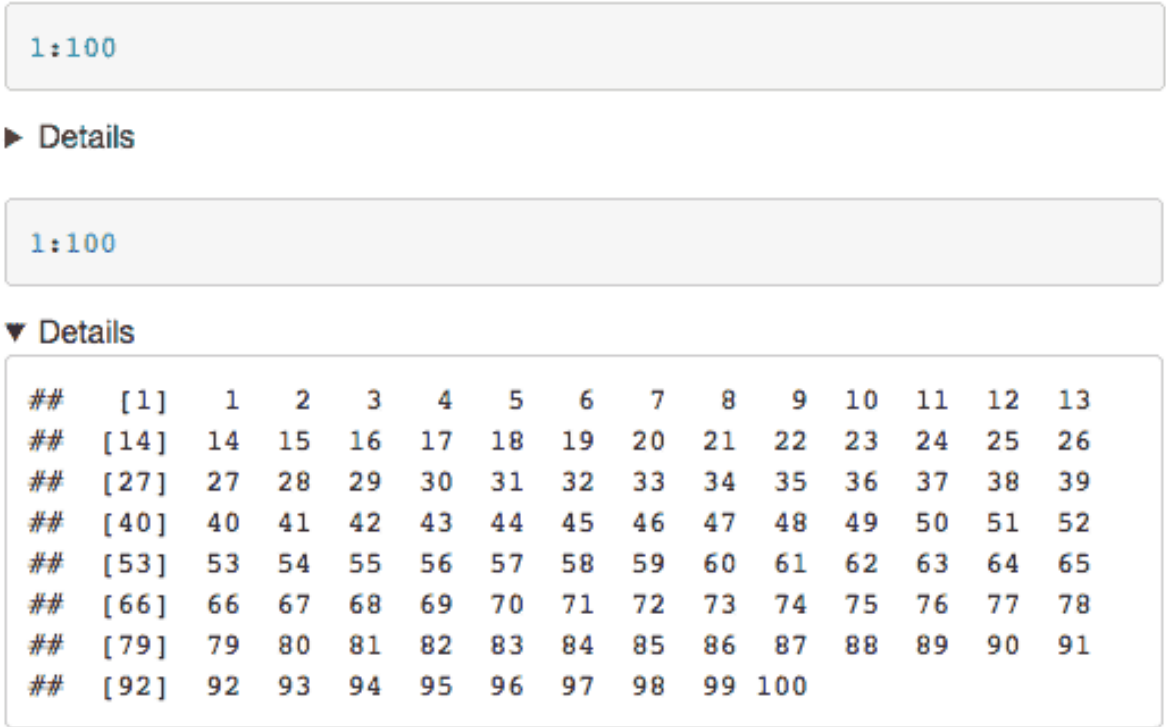 1:100
▶ Details
1:100
▼ Details
##   [1]   1   2   3   4   5   6   7   8   9  10  11  12  13
##  [14]  14  15  16  17  18  19  20  21  22  23  24  25  26
##  [27]  27  28  29  30  31  32  33  34  35  36  37  38  39
##  [40]  40  41  42  43  44  45  46  47  48  49  50  51  52
##  [53]  53  54  55  56  57  58  59  60  61  62  63  64  65
##  [66]  66  67  68  69  70  71  72  73  74  75  76  77  78
##  [79]  79  80  81  82  83  84  85  86  87  88  89  90  91
##  [92]  92  93  94  95  96  97  98  99 100